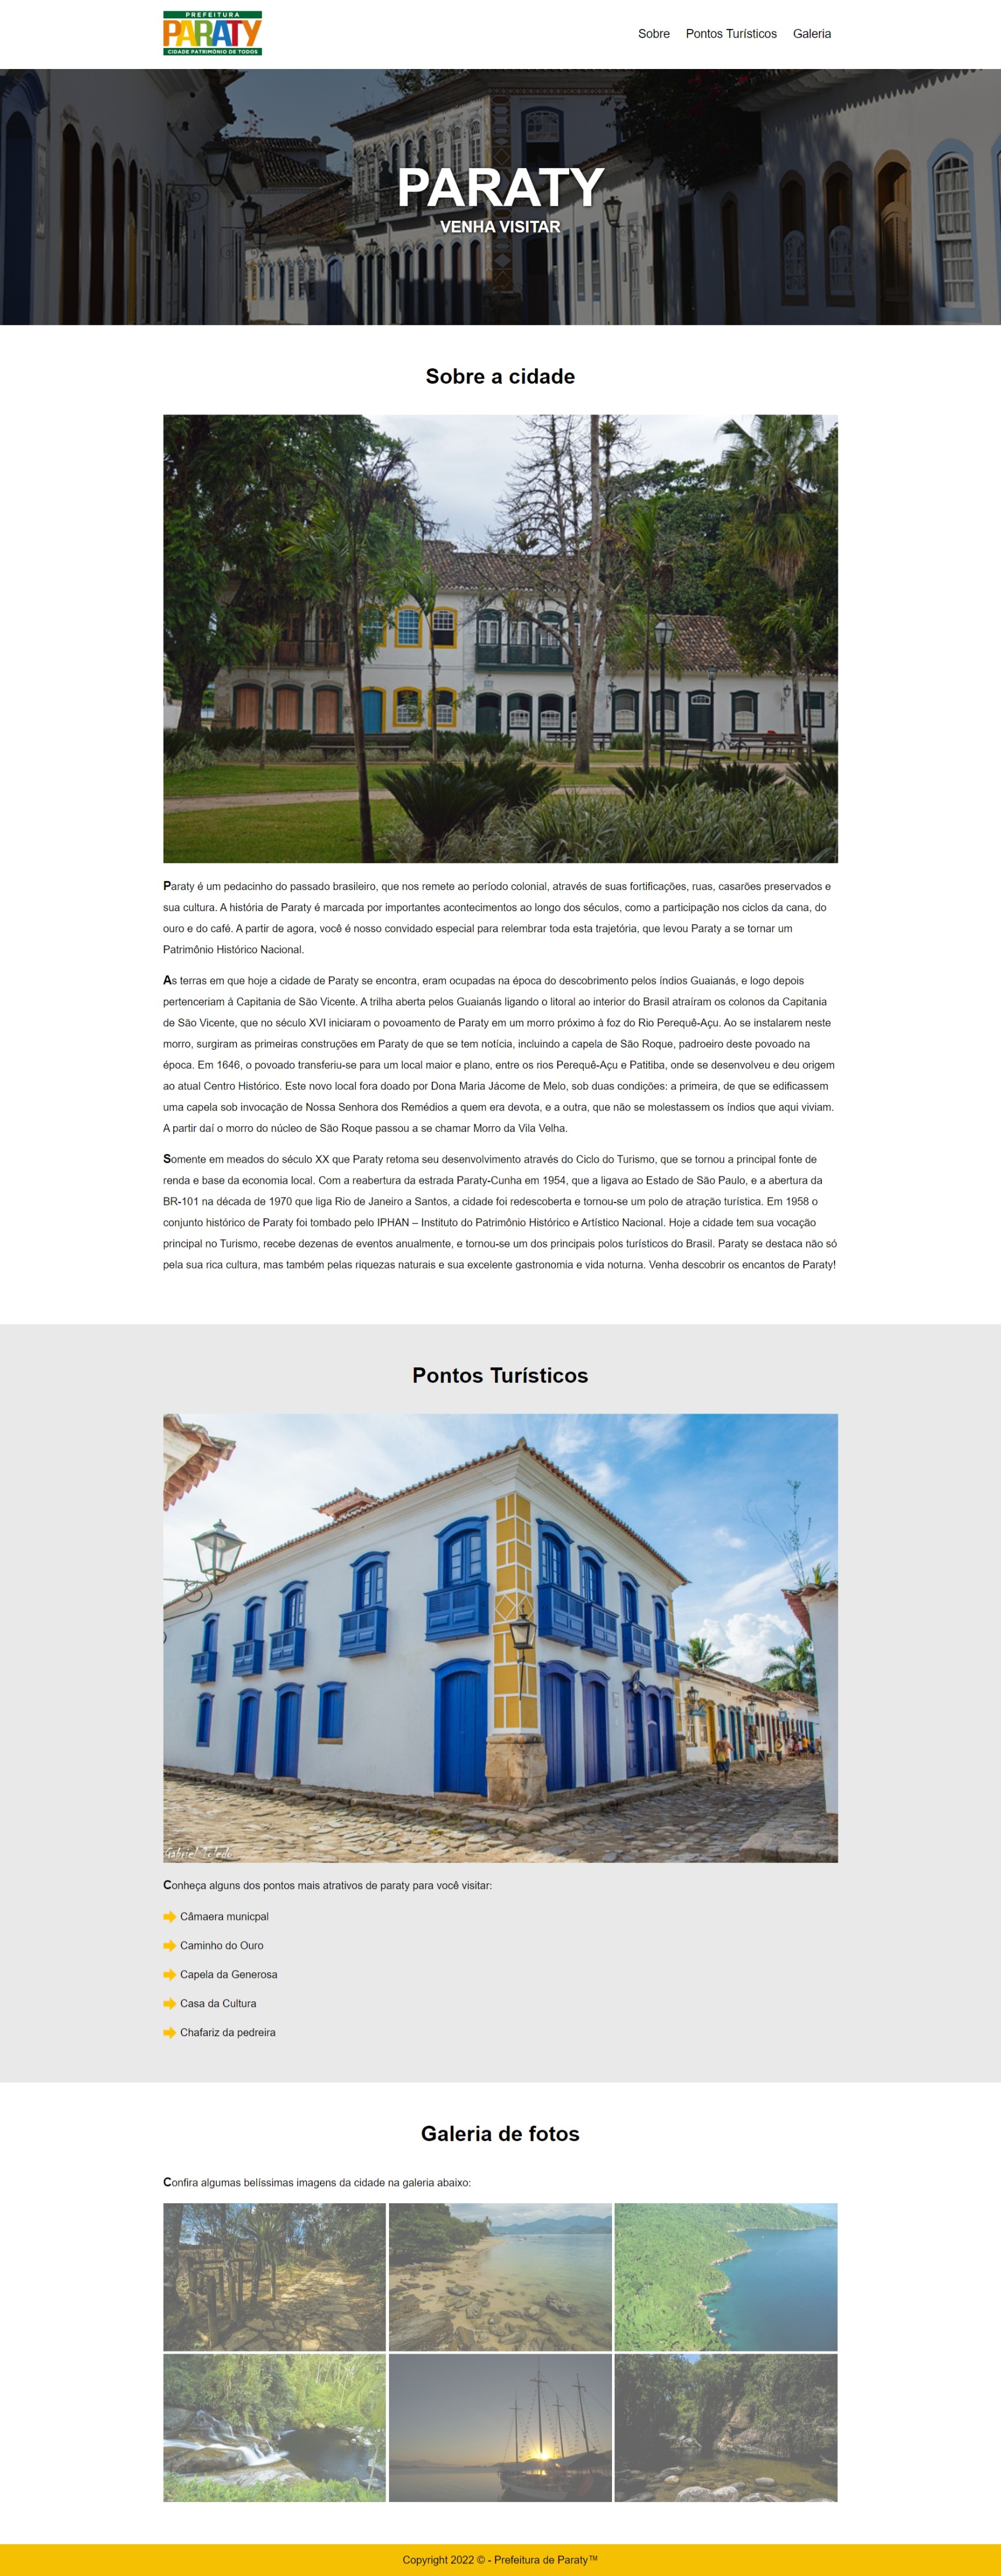 PREFEITURA
PARATY
CIDADE PATRIMÔNIO DE TODOS
Sobre Pontos Turísticos Galeria
PARATY
VENHA VISITAR
Sobre a cidade
Paraty é um pedacinho do passado brasileiro, que nos remete ao período colonial, através de suas fortificações, ruas, casarões preservados e
sua cultura. A história de Paraty é marcada por importantes acontecimentos ao longo dos séculos, como a participação nos ciclos da cana, do
ouro e do café. A partir de agora, você é nosso convidado especial para relembrar toda esta trajetória, que levou Paraty a se tornar um
Patrimônio Histórico Nacional.
As terras em que hoje a cidade de Paraty se encontra, eram ocupadas na época do descobrimento pelos índios Guaianás, e logo depois
pertenceriam à Capitania de São Vicente. A trilha aberta pelos Guaianás ligando o litoral ao interior do Brasil atraíram os colonos da Capitania
de São Vicente, que no século XVI iniciaram o povoamento de Paraty em um morro próximo à foz do Rio Perequê-Açu. Ao se instalarem neste
morro, surgiram as primeiras construções em Paraty de que se tem notícia, incluindo a capela de São Roque, padroeiro deste povoado na
época. Em 1646, o povoado transferiu-se para um local maior e plano, entre os rios Perequê-Açu e Patitiba, onde se desenvolveu e deu origem
ao atual Centro Histórico. Este novo local fora doado por Dona Maria Jácome de Melo, sob duas condições: a primeira, de que se edificassem
uma capela sob invocação de Nossa Senhora dos Remédios a quem era devota, e a outra, que não se molestassem os índios que aqui viviam.
A partir daí o morro do núcleo de São Roque passou a se chamar Morro da Vila Velha.
Somente em meados do século XX que Paraty retoma seu desenvolvimento através do Ciclo do Turismo, que se tornou a principal fonte de
renda e base da economia local. Com a reabertura da estrada Paraty-Cunha em 1954, que a ligava ao Estado de São Paulo, e a abertura da
BR-101 na década de 1970 que liga Rio de Janeiro a Santos, a cidade foi redescoberta e tornou-se um polo de atração turística. Em 1958 o
conjunto histórico de Paraty foi tombado pelo IPHAN – Instituto do Patrimônio Histórico e Artístico Nacional. Hoje a cidade tem sua vocação
principal no Turismo, recebe dezenas de eventos anualmente, e tornou-se um dos principais polos turísticos do Brasil. Paraty se destaca não só
pela sua rica cultura, mas também pelas riquezas naturais e sua excelente gastronomia e vida noturna. Venha descobrir os encantos de Paraty!
Pontos Turísticos
Gabriel Toledo
Conheça alguns dos pontos mais atrativos de paraty para você visitar:
Câmaera municpal
Caminho do Ouro
Capela da Generosa
Casa da Cultura
Chafariz da pedreira
Galeria de fotos
Confira algumas belíssimas imagens da cidade na galeria abaixo:
Copyright 2022 © - Prefeitura de Paraty™